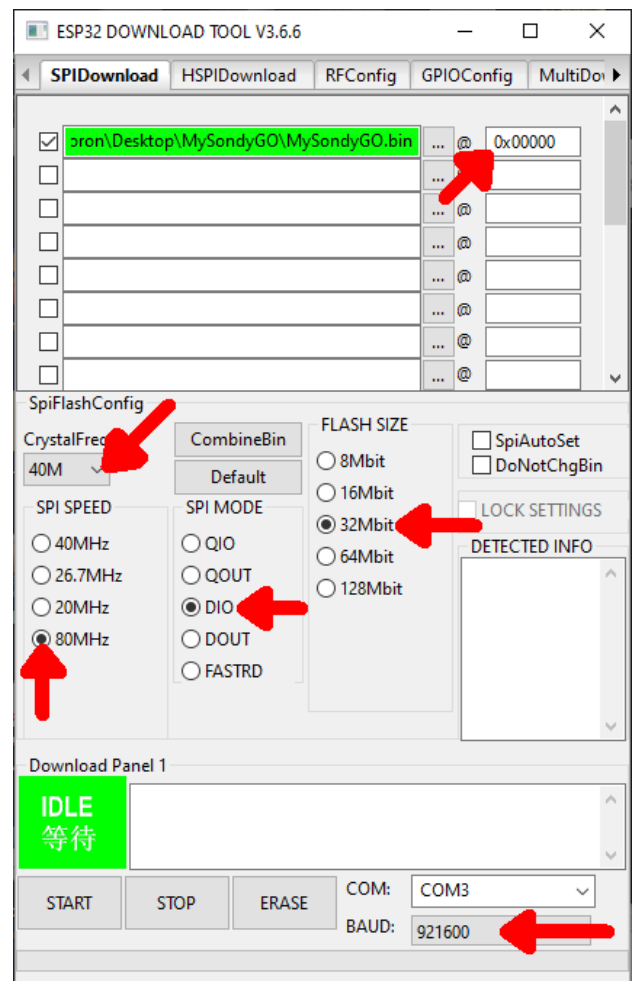 ESP32 DOWNLOAD TOOL V3.6.6
SPIDownload HSPIDownload RFConfig GPIOConfig MultiDo
oron\Desktop\MySondyGO\MySondyGO.bin ... @ 0x00000
...
... @
... @
... @
... @
... @
... @
SpiFlashConfig
CrystalFreq
40M
CombineBin
Default
SPI SPEED
40MHz
26.7MHz
20MHz
80MHz
SPI MODE
QIO
QOUT
DIO
DOUT
FASTRD
FLASH SIZE
8Mbit
16Mbit
32Mbit
64Mbit
128Mbit
SpiAutoSet
DoNotChgBin
LOCK SETTINGS
DETECTED INFO
Download Panel 1
IDLE
等待
START STOP ERASE
COM: COM3
BAUD: 921600